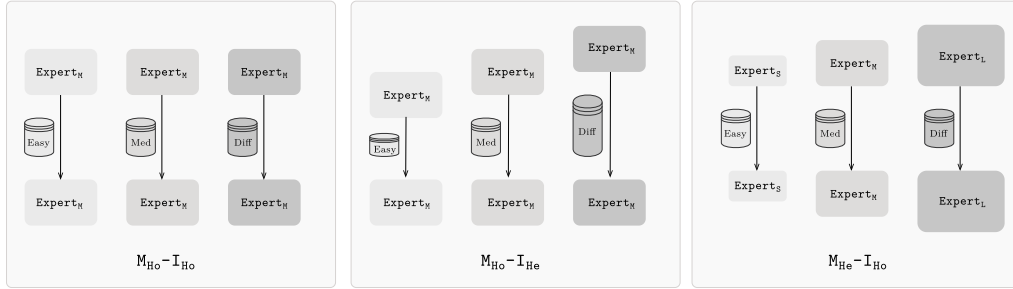 Expert_M Expert_M Expert_M
Easy Med Diff
Expert_M Expert_M Expert_M
M_Ho-I_Ho
Expert_M Expert_M Expert_M
Easy Med Diff
Expert_M Expert_M Expert_M
M_Ho-I_He
Expert_S Expert_M Expert_L
Easy Med Diff
Expert_S Expert_M Expert_L
M_He-I_Ho